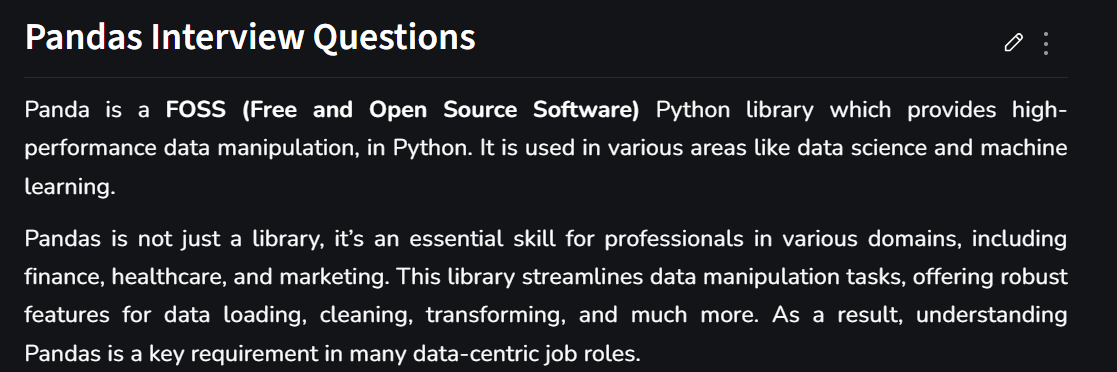 Pandas Interview Questions
Panda is a FOSS (Free and Open Source Software) Python library which provides high-
performance data manipulation, in Python. It is used in various areas like data science and machine
learning.
Pandas is not just a library, it’s an essential skill for professionals in various domains, including
finance, healthcare, and marketing. This library streamlines data manipulation tasks, offering robust
features for data loading, cleaning, transforming, and much more. As a result, understanding
Pandas is a key requirement in many data-centric job roles.